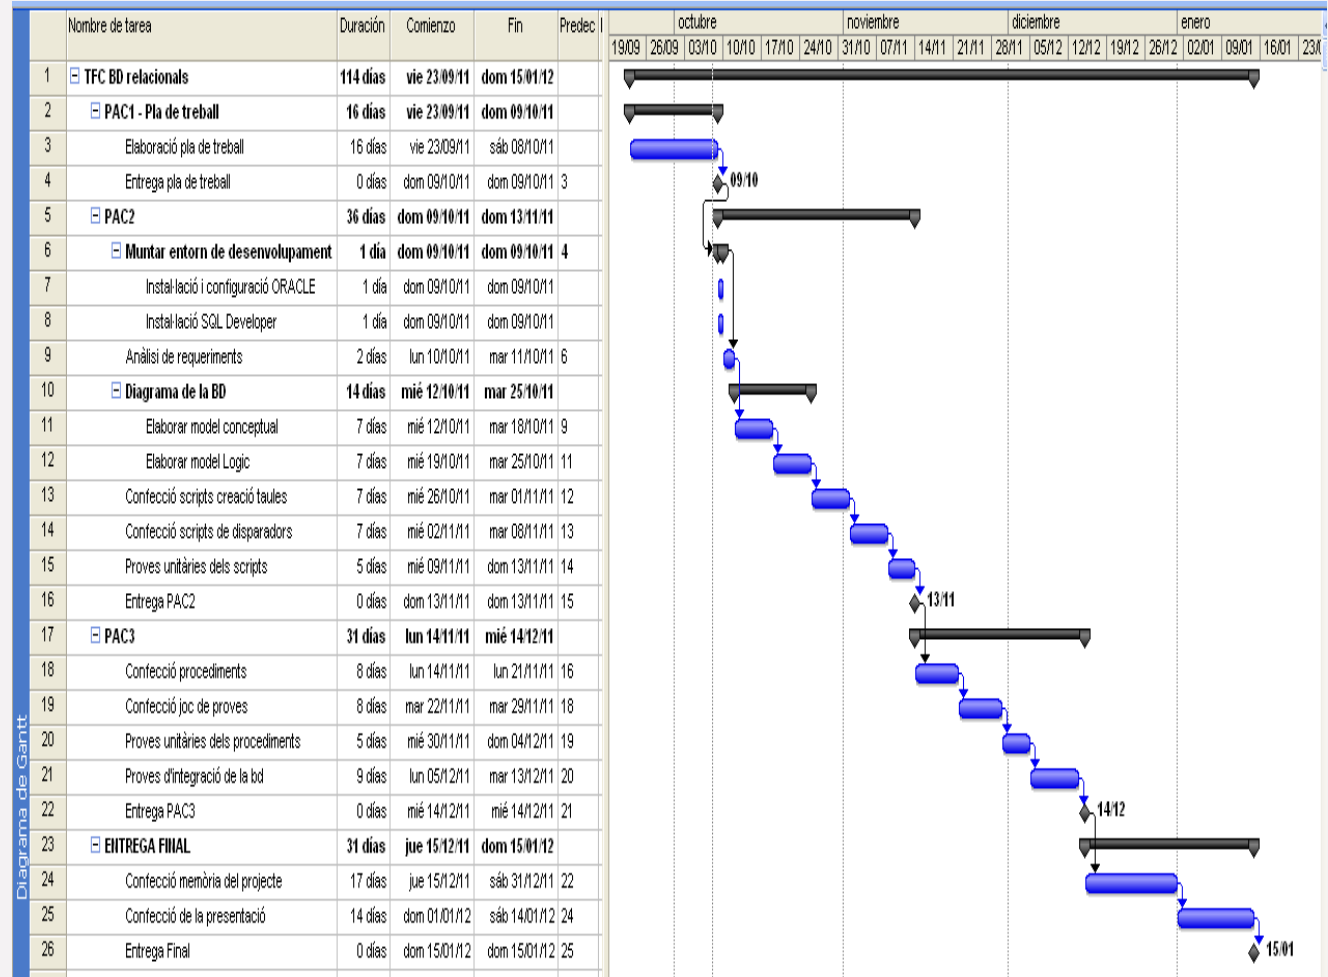 Nombre de tarea Duración Comienzo Fin Predec
octubre noviembre diciembre enero
19/09 26/09 03/10 10/10 17/10 24/10 31/10 07/11 14/11 21/11 28/11 05/12 12/12 19/12 26/12 02/01 09/01 16/01
1 TFC BD relacionals 114 días vie 23/09/11 dom 15/01/12
2 PAC1 - Pla de treball 16 días vie 23/09/11 dom 09/10/11
3 Elaboració pla de treball 16 días vie 23/09/11 sáb 08/10/11
4 Entrega pla de treball 0 días dom 09/10/11 dom 09/10/11 3 09/10
5 PAC2 36 días dom 09/10/11 dom 13/11/11
6 Muntar entorn de desenvolupament 1 día dom 09/10/11 dom 09/10/11 4
7 Instal·lació i configuració ORACLE 1 día dom 09/10/11 dom 09/10/11
8 Instal·lació SQL Developer 1 día dom 09/10/11 dom 09/10/11
9 Anàlisi de requeriments 2 días lun 10/10/11 mar 11/10/11 6
10 Diagrama de la BD 14 días mié 12/10/11 mar 25/10/11
11 Elaborar model conceptual 7 días mié 12/10/11 mar 18/10/11 9
12 Elaborar model Logic 7 días mié 19/10/11 mar 25/10/11 11
13 Confecció scripts creació taules 7 días mié 26/10/11 mar 01/11/11 12
14 Confecció scripts de disparadors 7 días mié 02/11/11 mar 08/11/11 13
15 Proves unitàries dels scripts 5 días mié 09/11/11 dom 13/11/11 14
16 Entrega PAC2 0 días dom 13/11/11 dom 13/11/11 15 13/11
17 PAC3 31 días lun 14/11/11 mié 14/12/11
18 Confecció procediments 8 días lun 14/11/11 lun 21/11/11 16
19 Confecció joc de proves 8 días mar 22/11/11 mar 29/11/11 18
20 Proves unitàries dels procediments 5 días mié 30/11/11 dom 04/12/11 19
21 Proves d'integració de la bd 9 días lun 05/12/11 mar 13/12/11 20
22 Entrega PAC3 0 días mié 14/12/11 mié 14/12/11 21 14/12
23 ENTREGA FINAL 31 días jue 15/12/11 dom 15/01/12
24 Confecció memòria del projecte 17 días jue 15/12/11 sáb 31/12/11 22
25 Confecció de la presentació 14 días dom 01/01/12 sáb 14/01/12 24
26 Entrega Final 0 días dom 15/01/12 dom 15/01/12 25 15/01
Diagrama de Gantt